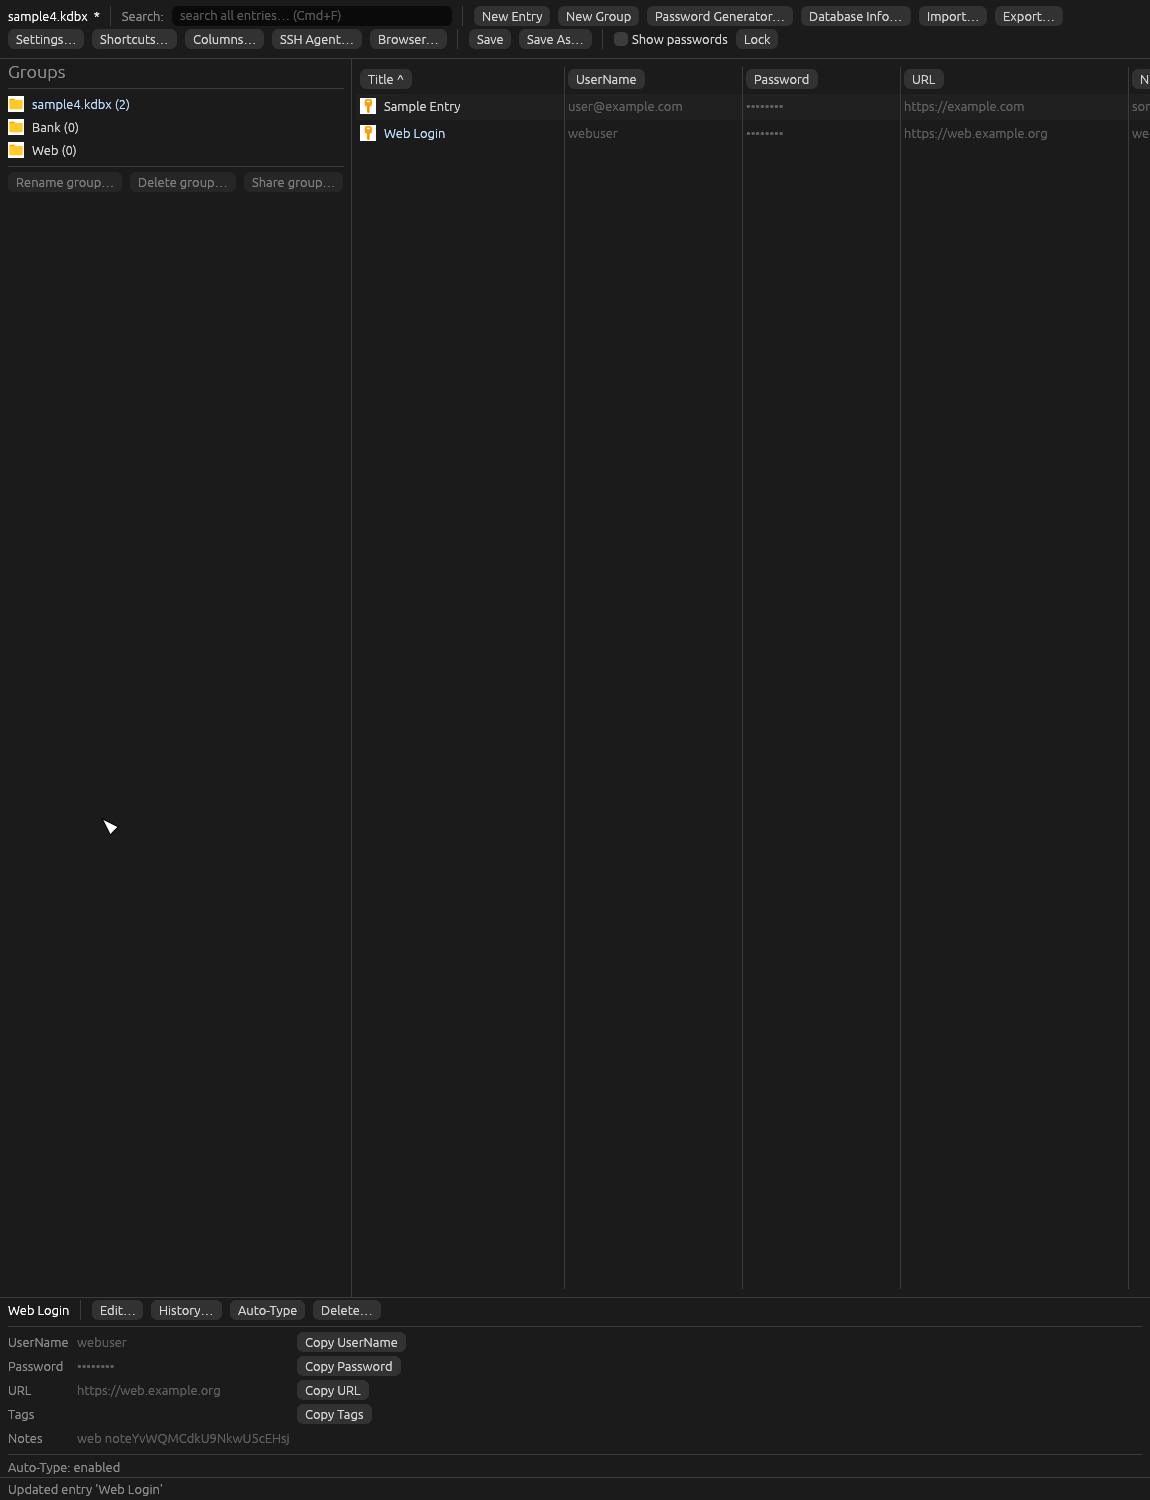 sample4.kdbx * Search: search all entries... (Cmd+F) New Entry New Group Password Generator... Database Info... Import... Export...
Settings... Shortcuts... Columns... SSH Agent... Browser... Save Save As... Show passwords Lock
Groups
sample4.kdbx (2)
Bank (0)
Web (0)
Rename group... Delete group... Share group...
Title ^ UserName Password URL N
Sample Entry user@example.com •••••••• https://example.com
Web Login webuser •••••••• https://web.example.org we
Web Login Edit... History... Auto-Type Delete...
UserName webuser Copy UserName
Password •••••••• Copy Password
URL https://web.example.org Copy URL
Tags Copy Tags
Notes web noteYvWQMCdkU9NkwU5cEHsj
Auto-Type: enabled
Updated entry 'Web Login'